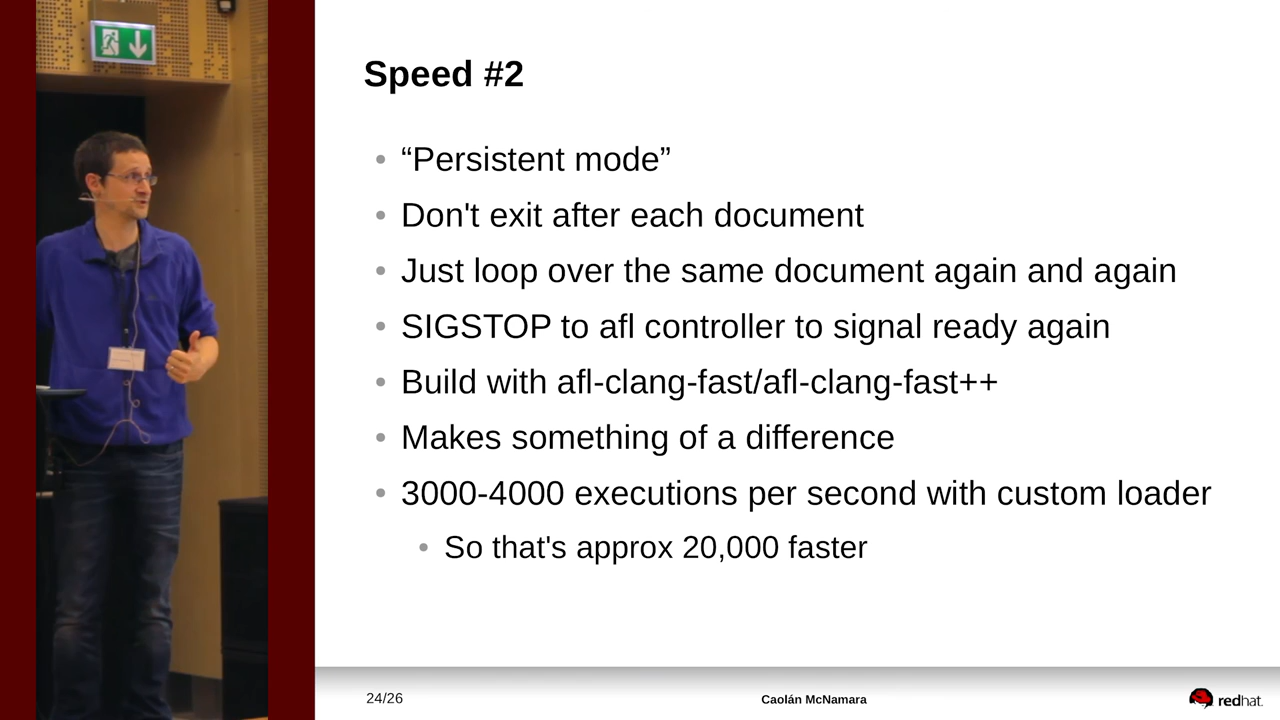 Speed #2
“Persistent mode”
Don't exit after each document
Just loop over the same document again and again
SIGSTOP to afl controller to signal ready again
Build with afl-clang-fast/afl-clang-fast++
Makes something of a difference
3000-4000 executions per second with custom loader
So that's approx 20,000 faster
24/26
Caolán McNamara
redhat.